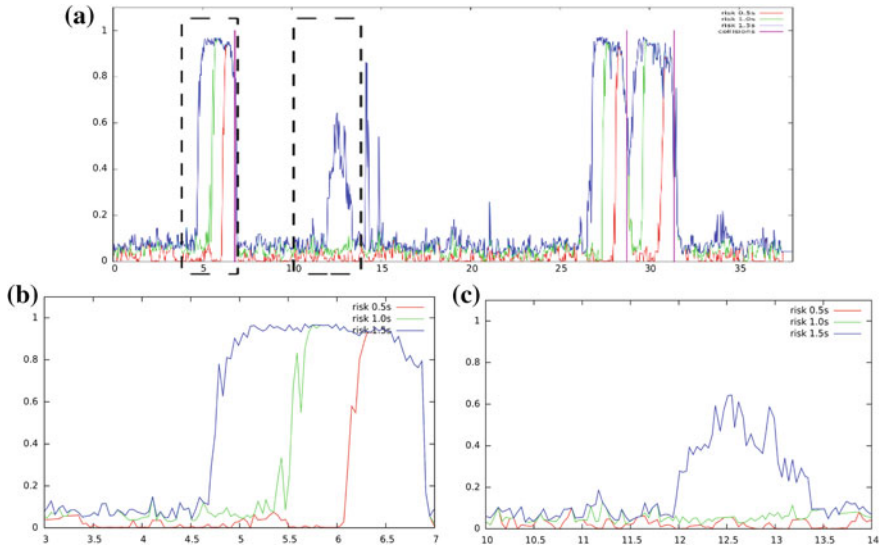 (a)
risk 0.5s
risk 1.0s
risk 1.5s
collisions
1
0.8
0.6
0.4
0.2
0
0 5 10 15 20 25 30 35
(b)
risk 0.5s
risk 1.0s
risk 1.5s
1
0.8
0.6
0.4
0.2
0
3 3.5 4 4.5 5 5.5 6 6.5 7
(c)
risk 0.5s
risk 1.0s
risk 1.5s
1
0.8
0.6
0.4
0.2
0
10 10.5 11 11.5 12 12.5 13 13.5 14